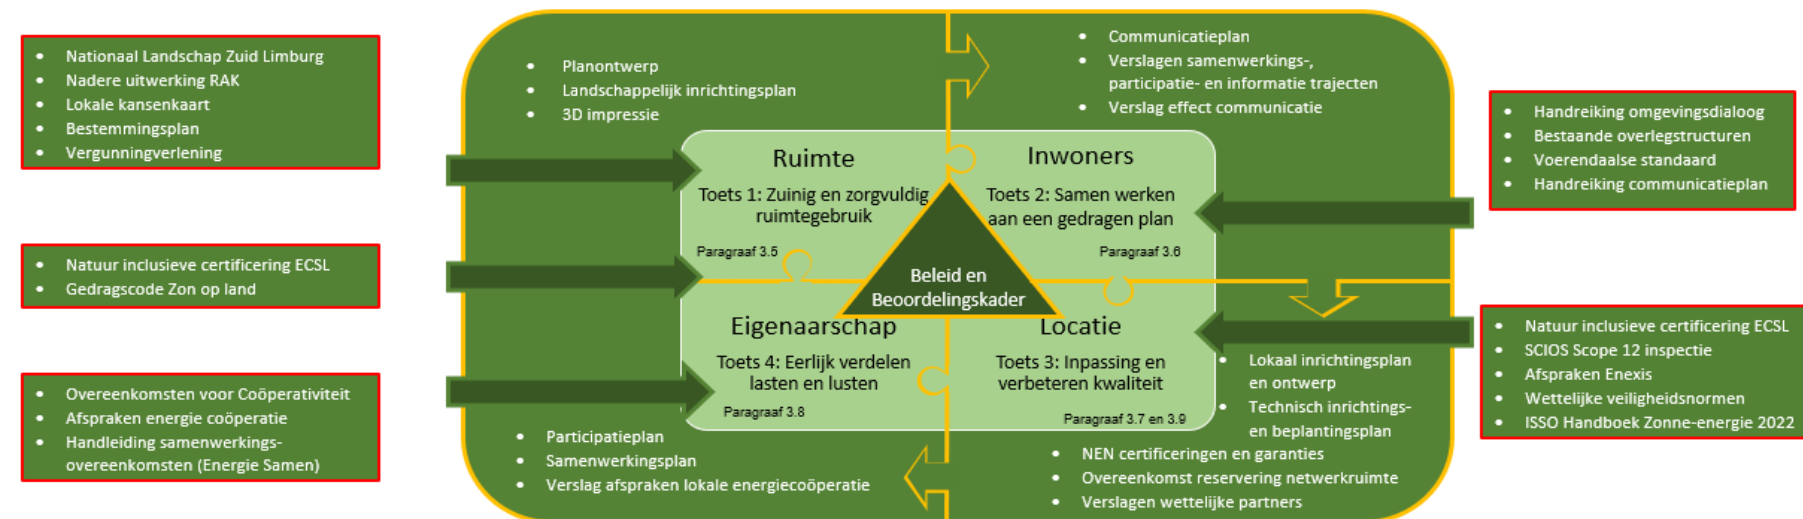 • Nationaal Landschap Zuid Limburg
• Nadere uitwerking RAK
• Lokale kansenkaart
• Bestemmingsplan
• Vergunningverlening
• Natuur inclusieve certificering ECSL
• Gedragscode Zon op land
• Overeenkomsten voor Coöperativiteit
• Afspraken energie coöperatie
• Handleiding samenwerkings-
overeenkomsten (Energie Samen)
• Planontwerp
• Landschappelijk inrichtingsplan
• 3D impressie
• Communicatieplan
• Verslagen samenwerkings-,
participatie- en informatie trajecten
• Verslag effect communicatie
Ruimte
Toets 1: Zuinig en zorgvuldig
ruimtegebruik
Paragraaf 3.5
Inwoners
Toets 2: Samen werken
aan een gedragen plan
Paragraaf 3.6
Beleid en
Beoordelingskader
Eigenaarschap
Toets 4: Eerlijk verdelen
lasten en lusten
Paragraaf 3.8
Locatie
Toets 3: Inpassing en
verbeteren kwaliteit
Paragraaf 3.7 en 3.9
• Participatieplan
• Samenwerkingsplan
• Verslag afspraken lokale energiecoöperatie
• Lokaal inrichtingsplan
en ontwerp
• Technisch inrichtings-
en beplantingsplan
• NEN certificeringen en garanties
• Overeenkomst reservering netwerkruimte
• Verslagen wettelijke partners
• Handreiking omgevingsdialoog
• Bestaande overlegstructuren
• Voerendaalse standaard
• Handreiking communicatieplan
• Natuur inclusieve certificering ECSL
• SCIOS Scope 12 inspectie
• Afspraken Enexis
• Wettelijke veiligheidsnormen
• ISSO Handboek Zonne-energie 2022